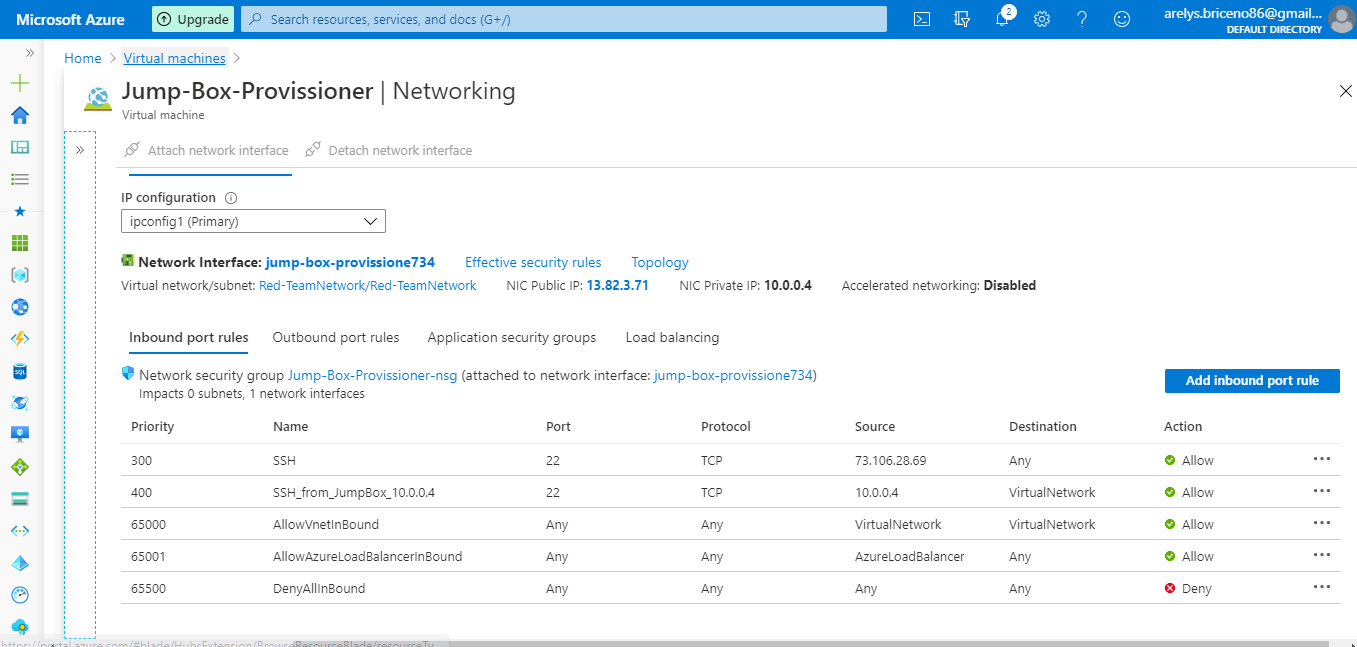 Microsoft Azure
Upgrade
Search resources, services, and docs (G+/)
2
arelys.briceno86@gmail...
DEFAULT DIRECTORY
Home > Virtual machines >
Jump-Box-Provissioner | Networking
Virtual machine
Attach network interface Detach network interface
IP configuration
ipconfig1 (Primary)
Network Interface: jump-box-provissione734 Effective security rules Topology
Virtual network/subnet: Red-TeamNetwork/Red-TeamNetwork NIC Public IP: 13.82.3.71 NIC Private IP: 10.0.0.4 Accelerated networking: Disabled
Inbound port rules Outbound port rules Application security groups Load balancing
Network security group Jump-Box-Provissioner-nsg (attached to network interface: jump-box-provissione734)
Impacts 0 subnets, 1 network interfaces
Add inbound port rule
Priority Name Port Protocol Source Destination Action
300 SSH 22 TCP 73.106.28.69 Any Allow
400 SSH_from_JumpBox_10.0.0.4 22 TCP 10.0.0.4 VirtualNetwork Allow
65000 AllowVnetInBound Any Any VirtualNetwork VirtualNetwork Allow
65001 AllowAzureLoadBalancerInBound Any Any AzureLoadBalancer Any Allow
65500 DenyAllInBound Any Any Any Any Deny
https://portal.azure.com/#blade/HubsExtension/BrowseResourceBlade/resourceTy